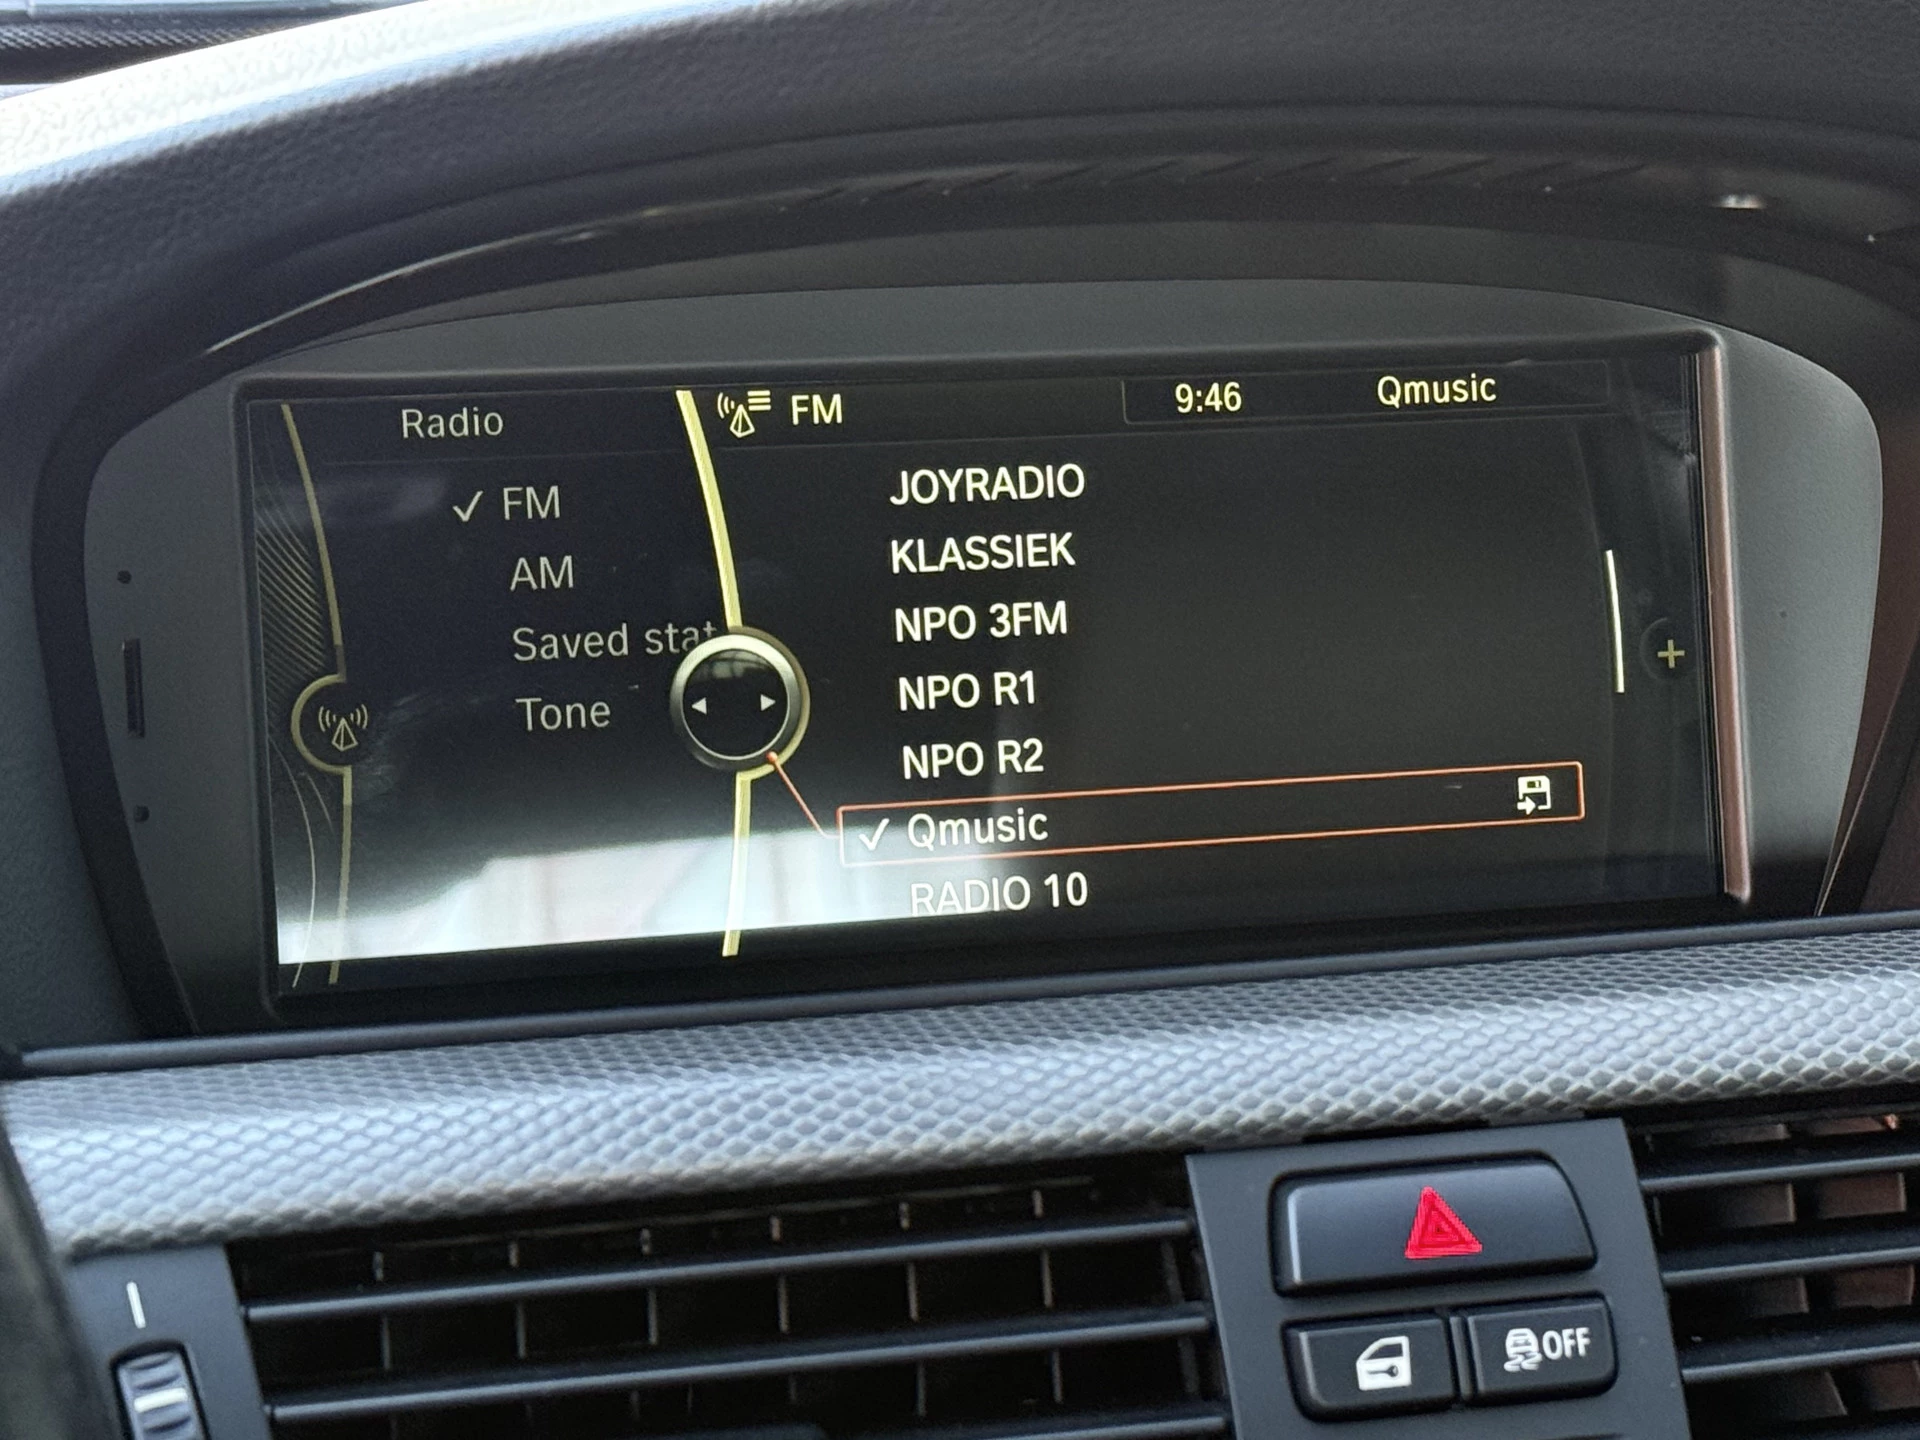 Radio
FM
AM
Saved stat
Tone
FM
9:46
Qmusic
JOYRADIO
KLASSIEK
NPO 3FM
NPO R1
NPO R2
Qmusic
RADIO 10
OFF